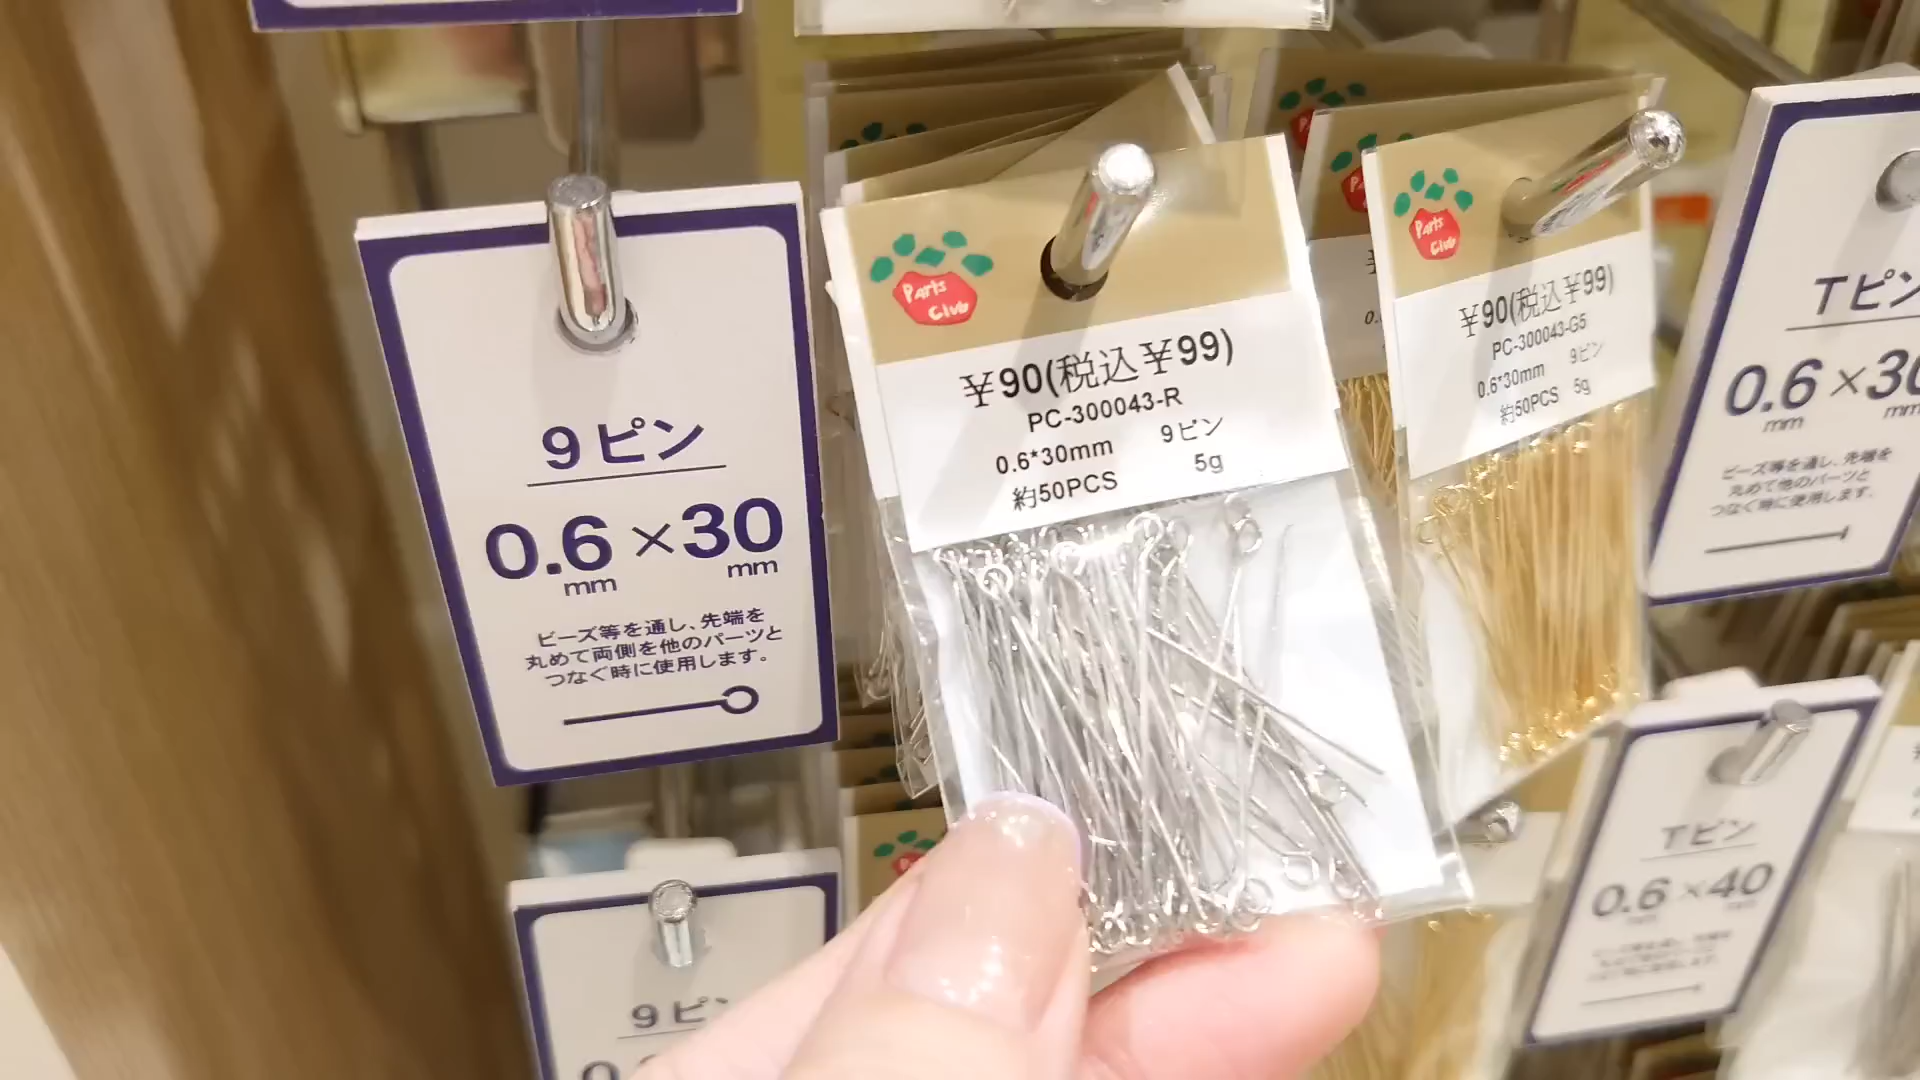 9ピン
0.6 × 30
mm mm
ビーズ等を通し、先端を
丸めて両側を他のパーツと
つなぐ時に使用します。
Parts
Club
￥90(税込￥99)
PC-300043-R
0.6*30mm 9ピン
約50PCS 5g
Parts
Club
￥90(税込￥99)
PC-300043-G5
0.6*30mm 9ピン
約50PCS 5g
Tピン
0.6 × 30
mm mm
ビーズ等を通し、先端を
丸めて他のパーツと
つなぐ時に使用します。
Tピン
0.6 × 40
9ピン